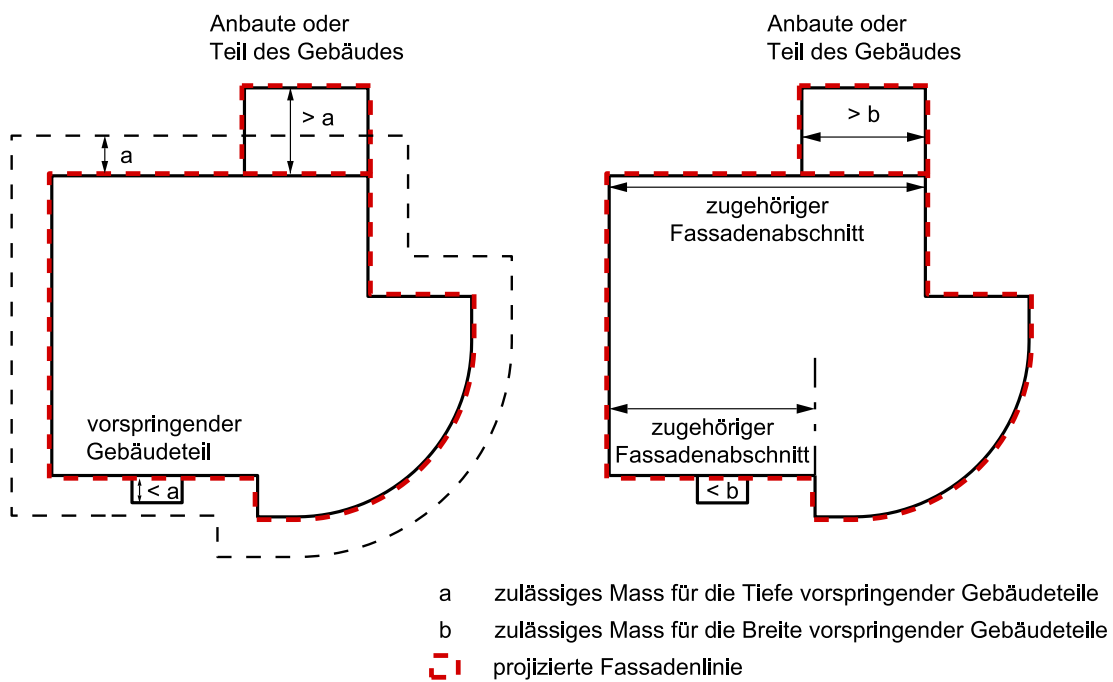 Anbaute oder
Teil des Gebäudes
> a
a
vorspringender
Gebäudeteil
< a
Anbaute oder
Teil des Gebäudes
> b
zugehöriger
Fassadenabschnitt
zugehöriger
Fassadenabschnitt
< b
a zulässiges Mass für die Tiefe vorspringender Gebäudeteile
b zulässiges Mass für die Breite vorspringender Gebäudeteile
projizierte Fassadenlinie